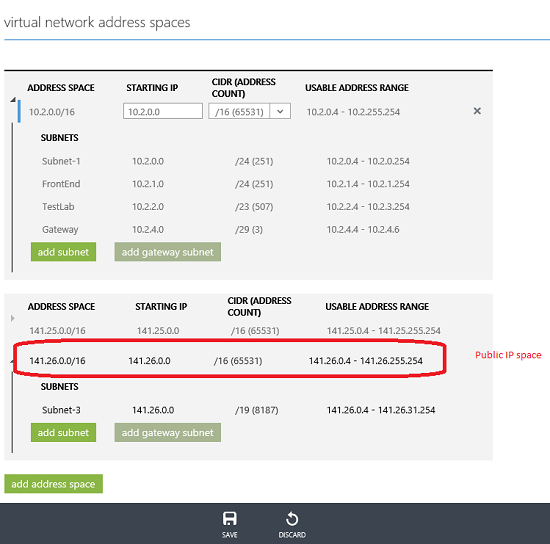 virtual network address spaces
ADDRESS SPACE STARTING IP CIDR (ADDRESS COUNT) USABLE ADDRESS RANGE
10.2.0.0/16 10.2.0.0 /16 (65531) 10.2.0.4 - 10.2.255.254
SUBNETS
Subnet-1 10.2.0.0 /24 (251) 10.2.0.4 - 10.2.0.254
FrontEnd 10.2.1.0 /24 (251) 10.2.1.4 - 10.2.1.254
TestLab 10.2.2.0 /23 (507) 10.2.2.4 - 10.2.3.254
Gateway 10.2.4.0 /29 (3) 10.2.4.4 - 10.2.4.6
add subnet add gateway subnet
ADDRESS SPACE STARTING IP CIDR (ADDRESS COUNT) USABLE ADDRESS RANGE
141.25.0.0/16 141.25.0.0 /16 (65531) 141.25.0.4 - 141.25.255.254
141.26.0.0/16 141.26.0.0 /16 (65531) 141.26.0.4 - 141.26.255.254 Public IP space
SUBNETS
Subnet-3 141.26.0.0 /19 (8187) 141.26.0.4 - 141.26.31.254
add subnet add gateway subnet
add address space
SAVE DISCARD